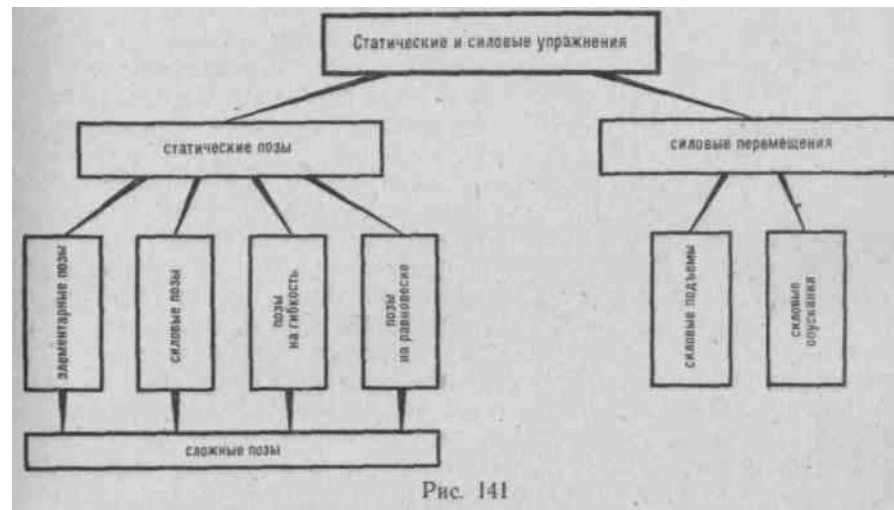 Статические и силовые упражнения
статические позы
силовые перемещения
элементарные позы
силовые позы
позы
на гибкость
позы
на равновесие
силовые подъемы
силовые
опускания
сложные позы
Рис. 141